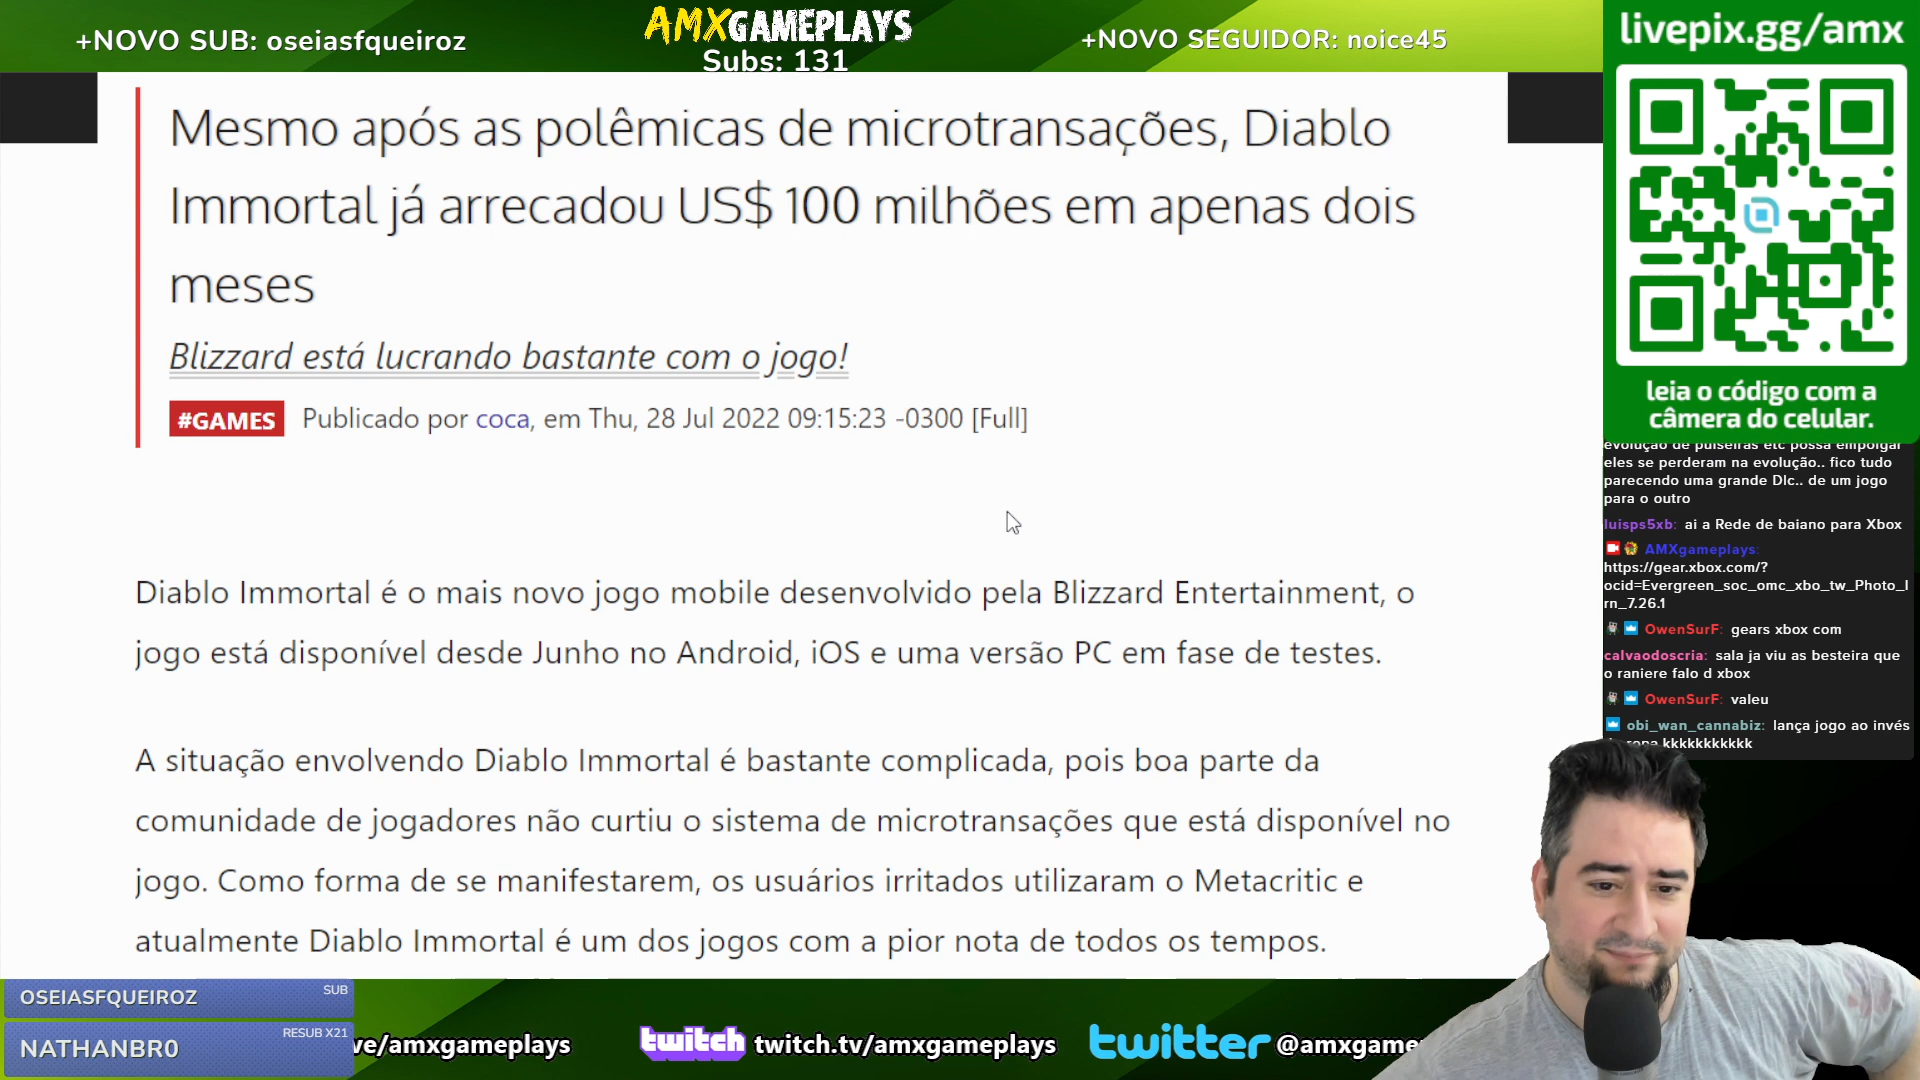 +NOVO SUB: oseiasfqueiroz
AMXGAMEPLAYS
Subs: 131
+NOVO SEGUIDOR: noice45
livepix.gg/amx
leia o código com a
câmera do celular.
Mesmo após as polêmicas de microtransações, Diablo
Immortal já arrecadou US$ 100 milhões em apenas dois
meses
Blizzard está lucrando bastante com o jogo!
#GAMES Publicado por coca, em Thu, 28 Jul 2022 09:15:23 -0300 [Full]
Diablo Immortal é o mais novo jogo mobile desenvolvido pela Blizzard Entertainment, o
jogo está disponível desde Junho no Android, iOS e uma versão PC em fase de testes.
A situação envolvendo Diablo Immortal é bastante complicada, pois boa parte da
comunidade de jogadores não curtiu o sistema de microtransações que está disponível no
jogo. Como forma de se manifestarem, os usuários irritados utilizaram o Metacritic e
atualmente Diablo Immortal é um dos jogos com a pior nota de todos os tempos.
evolução de pulseiras etc possa empolgar
eles se perderam na evolução.. fico tudo
parecendo uma grande Dlc.. de um jogo
para o outro
luisps5xb: ai a Rede de baiano para Xbox
AMXgameplays:
https://gear.xbox.com/?
ocid=Evergreen_soc_omc_xbo_tw_Photo_l
rn_7.26.1
OwenSurF: gears xbox com
calvaodoscria: sala ja viu as besteira que
o raniere falo d xbox
OwenSurF: valeu
obi_wan_cannabiz: lança jogo ao invés
kkkkkkkkkkk
OSEIASFQUEIROZ SUB
NATHANBR0 RESUB X21
ve/amxgameplays
twitch twitch.tv/amxgameplays
twitter @amxgame